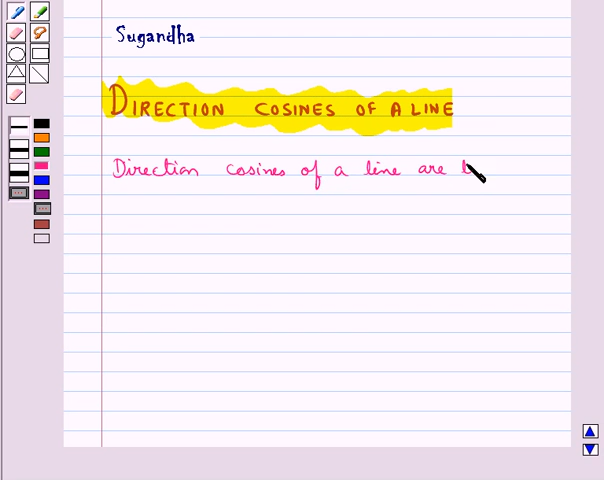 Sugandha
DIRECTION COSINES OF A LINE
Direction cosines of a line are